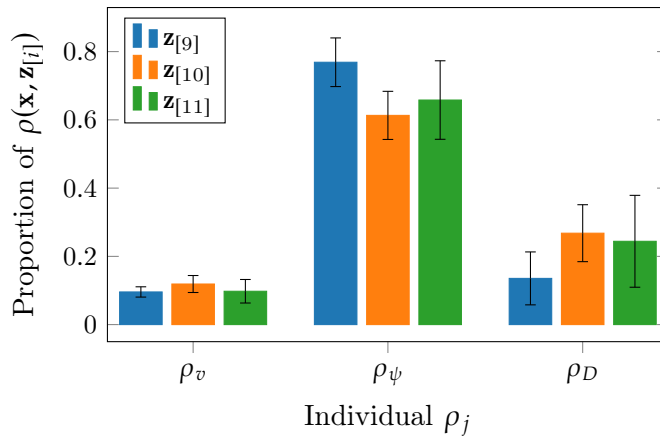 Proportion of ρ(𝐱, 𝐳[i])
0.8
0.6
0.4
0.2
0
𝐳[9]
𝐳[10]
𝐳[11]
ρv ρψ ρD
Individual ρj